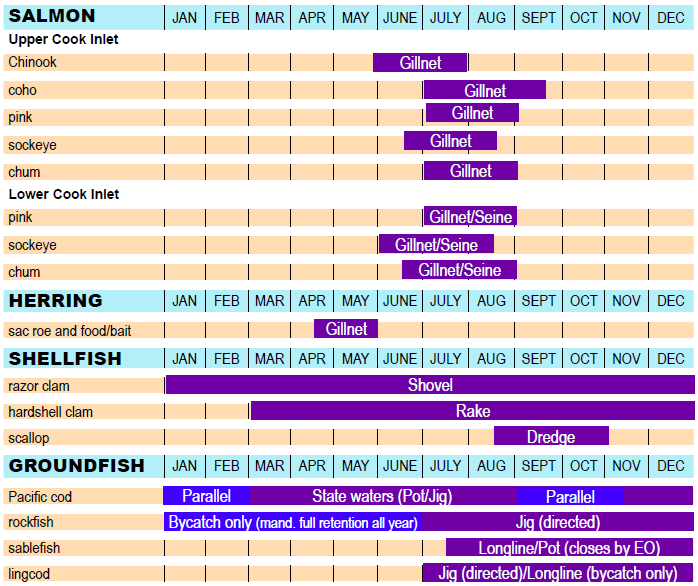 SALMON JAN FEB MAR APR MAY JUNE JULY AUG SEPT OCT NOV DEC
Upper Cook Inlet
Chinook Gillnet
coho Gillnet
pink Gillnet
sockeye Gillnet
chum Gillnet
Lower Cook Inlet
pink Gillnet/Seine
sockeye Gillnet/Seine
chum Gillnet/Seine
HERRING JAN FEB MAR APR MAY JUNE JULY AUG SEPT OCT NOV DEC
sac roe and food/bait Gillnet
SHELLFISH JAN FEB MAR APR MAY JUNE JULY AUG SEPT OCT NOV DEC
razor clam Shovel
hardshell clam Rake
scallop Dredge
GROUNDFISH JAN FEB MAR APR MAY JUNE JULY AUG SEPT OCT NOV DEC
Pacific cod Parallel State waters (Pot/Jig) Parallel
rockfish Bycatch only (mand. full retention all year) Jig (directed)
sablefish Longline/Pot (closes by EO)
lingcod Jig (directed)/Longline (bycatch only)